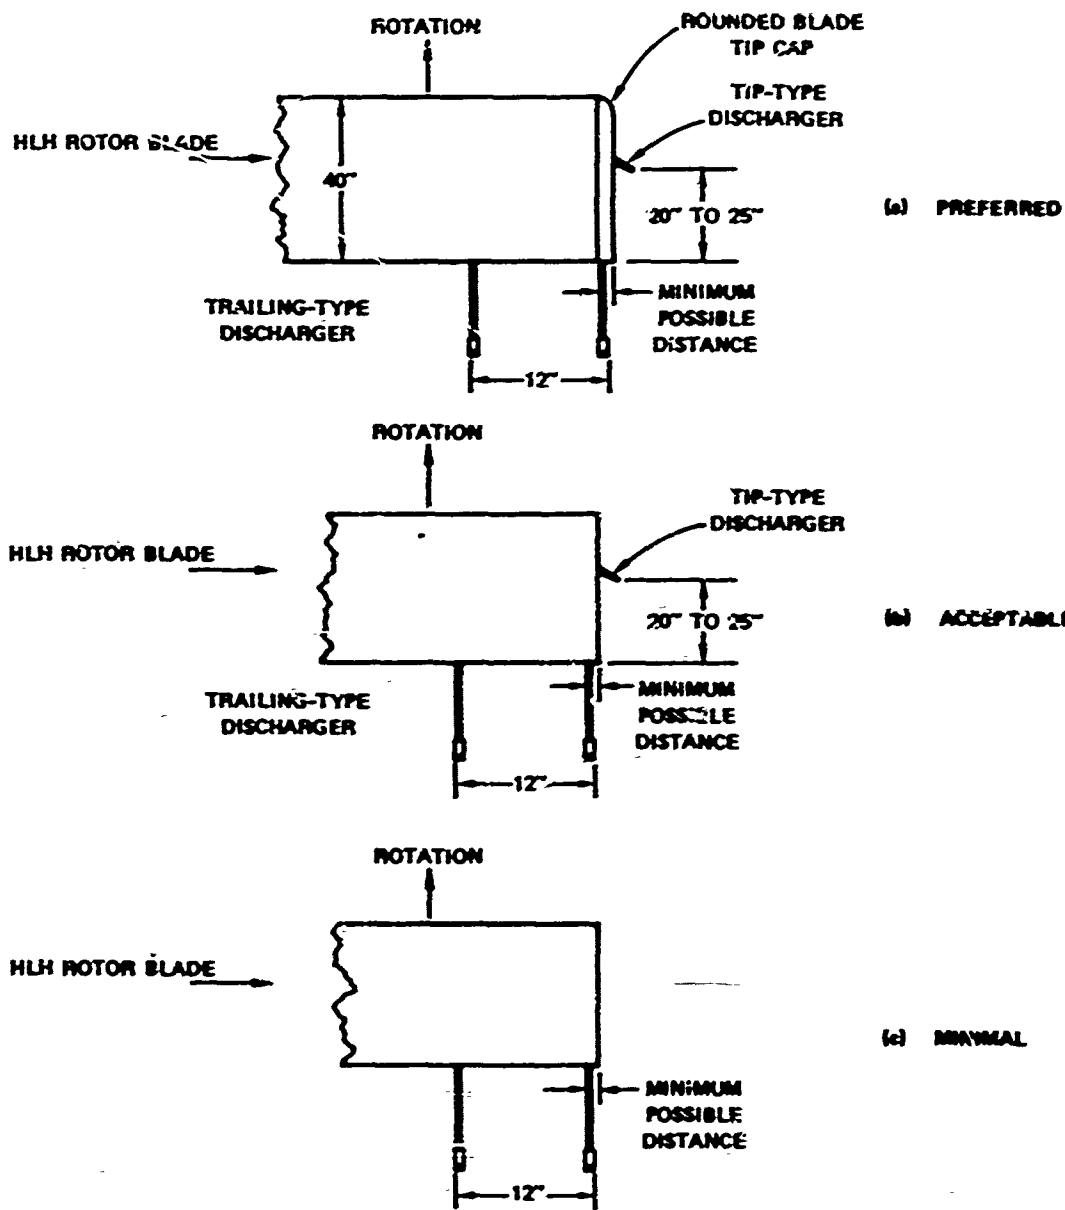 ROTATION
ROUNDED BLADE
TIP CAP
TIP-TYPE
DISCHARGER
HLH ROTOR BLADE
40"
20" TO 25"
(a) PREFERRED
TRAILING-TYPE
DISCHARGER
MINIMUM
POSSIBLE
DISTANCE
12"
ROTATION
TIP-TYPE
DISCHARGER
HLH ROTOR BLADE
20" TO 25"
(b) ACCEPTABLE
TRAILING-TYPE
DISCHARGER
MINIMUM
POSSIBLE
DISTANCE
12"
ROTATION
HLH ROTOR BLADE
(c) MINIMAL
MINIMUM
POSSIBLE
DISTANCE
12"